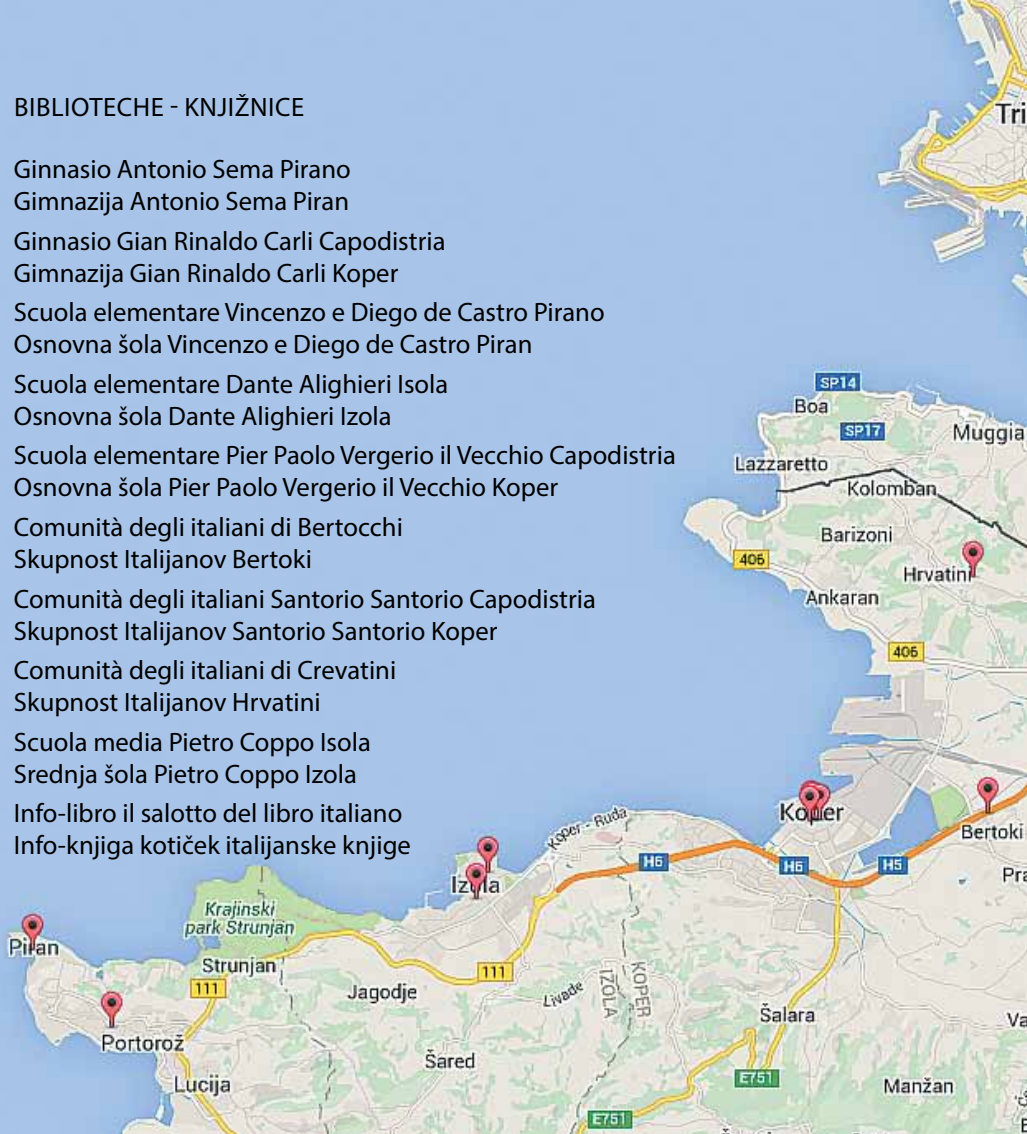 BIBLIOTECHE - KNJIŽNICE
Ginnasio Antonio Sema Pirano
Gimnazija Antonio Sema Piran
Ginnasio Gian Rinaldo Carli Capodistria
Gimnazija Gian Rinaldo Carli Koper
Scuola elementare Vincenzo e Diego de Castro Pirano
Osnovna šola Vincenzo e Diego de Castro Piran
Scuola elementare Dante Alighieri Isola
Osnovna šola Dante Alighieri Izola
Scuola elementare Pier Paolo Vergerio il Vecchio Capodistria
Osnovna šola Pier Paolo Vergerio il Vecchio Koper
Comunità degli italiani di Bertocchi
Skupnost Italijanov Bertoki
Comunità degli italiani Santorio Santorio Capodistria
Skupnost Italijanov Santorio Santorio Koper
Comunità degli italiani di Crevatini
Skupnost Italijanov Hrvatini
Scuola media Pietro Coppo Isola
Srednja šola Pietro Coppo Izola
Info-libro il salotto del libro italiano
Info-knjiga kotiček italijanske knjige
Tri
SP14
Boa
SP17
Muggia
Lazzaretto
Kolomban
Barizoni
406
Hrvatini
Ankaran
406
Koper
Koper - Ruda
Bertoki
H6
H6
H5
Pra
Izola
Krajinski
park Strunjan
Piran
Strunjan
111
111
Jagodje
Livade
IZOLA
KOPER
Šalara
Va
Portorož
Šared
Lucija
E751
Manžan
E751